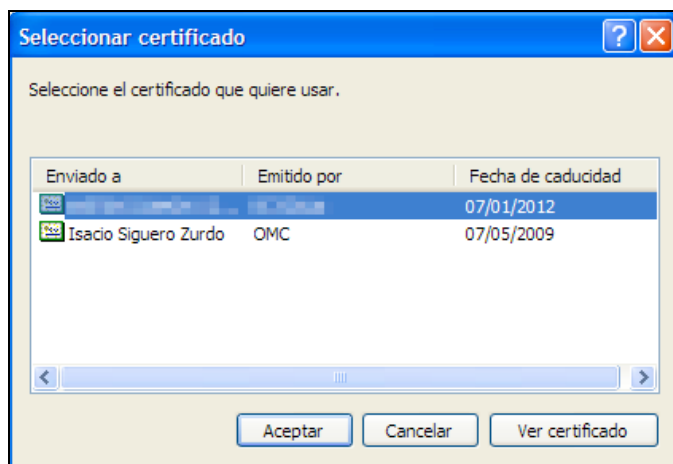 Seleccionar certificado
Seleccione el certificado que quiere usar.
Enviado a Emitido por Fecha de caducidad
07/01/2012
Isacio Siguero Zurdo OMC 07/05/2009
Aceptar Cancelar Ver certificado